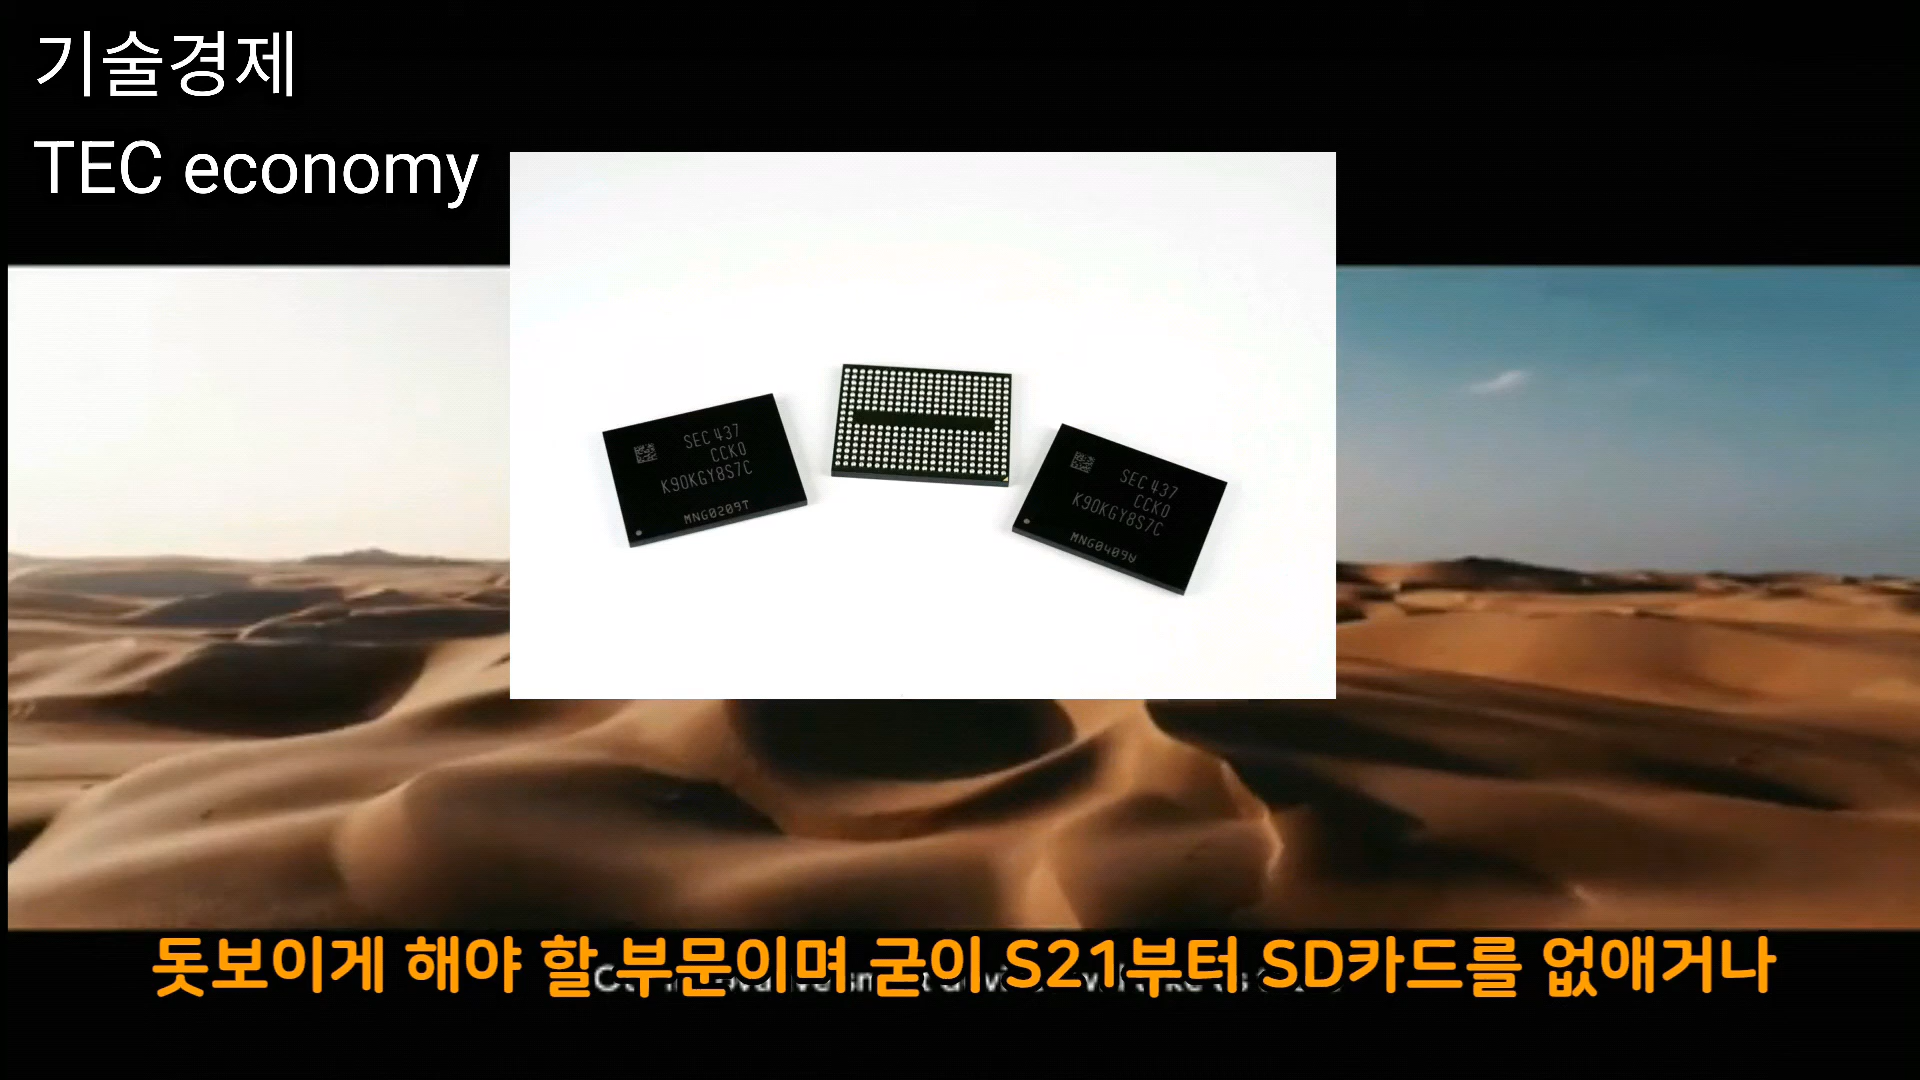 기술경제
TEC economy
SEC 437
CCK0
K90KGY8S7C
MNG0209T
SEC 437
CCK0
K90KGY8S7C
MNG0409W
돋보이게 해야 할 부문이며 굳이 S21부터 SD카드를 없애거나